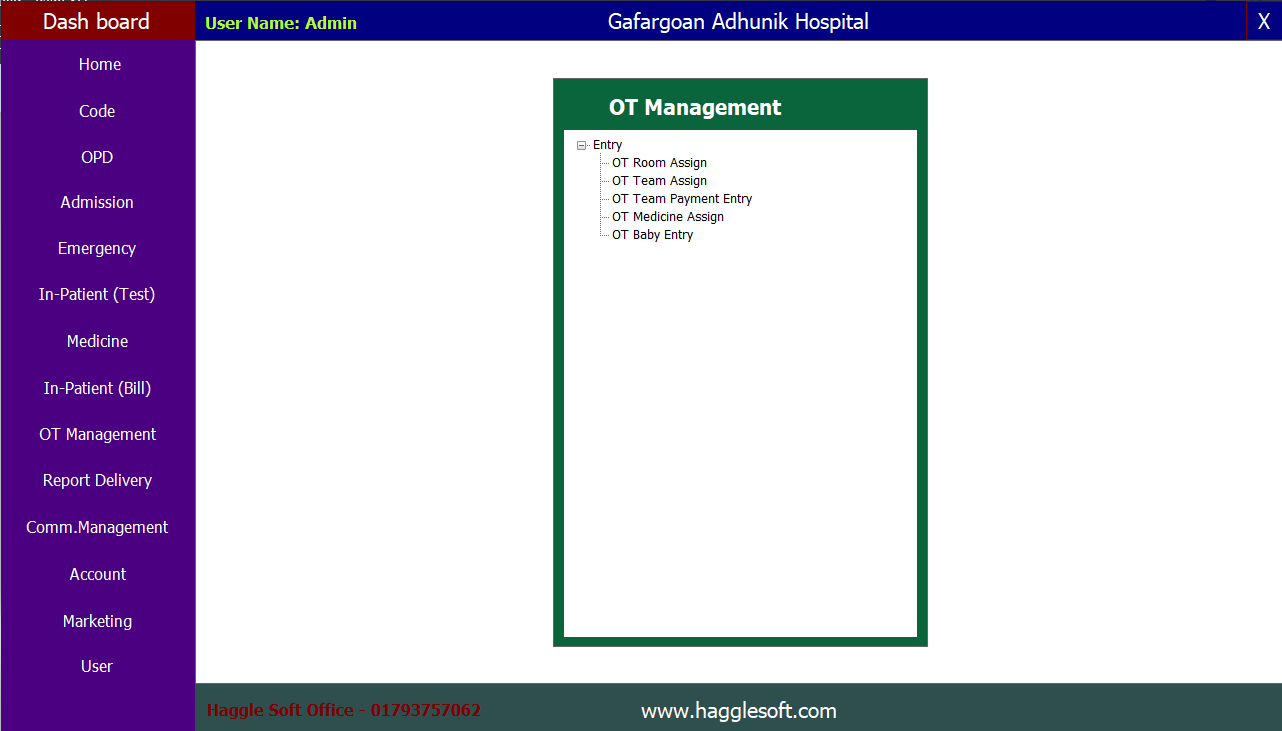 Dash board
User Name: Admin
Gafargoan Adhunik Hospital
X
Home
Code
OPD
Admission
Emergency
In-Patient (Test)
Medicine
In-Patient (Bill)
OT Management
Report Delivery
Comm.Management
Account
Marketing
User
OT Management
Entry
OT Room Assign
OT Team Assign
OT Team Payment Entry
OT Medicine Assign
OT Baby Entry
Haggle Soft Office - 01793757062
www.hagglesoft.com